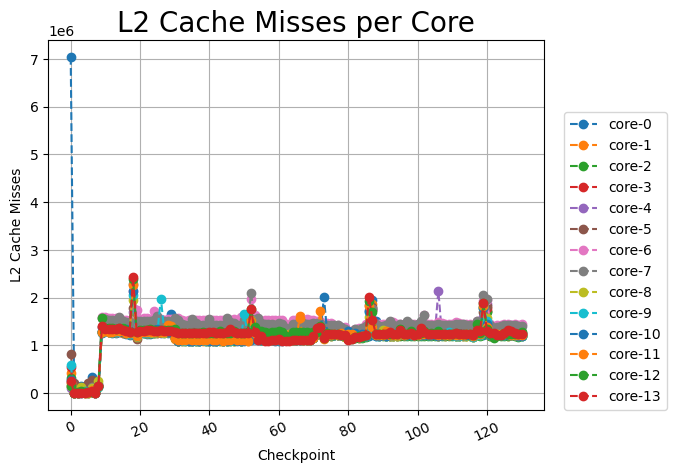 L2 Cache Misses per Core
1e6
7
6
5
4
3
2
1
0
L2 Cache Misses
0
20
40
60
80
100
120
Checkpoint
core-0
core-1
core-2
core-3
core-4
core-5
core-6
core-7
core-8
core-9
core-10
core-11
core-12
core-13